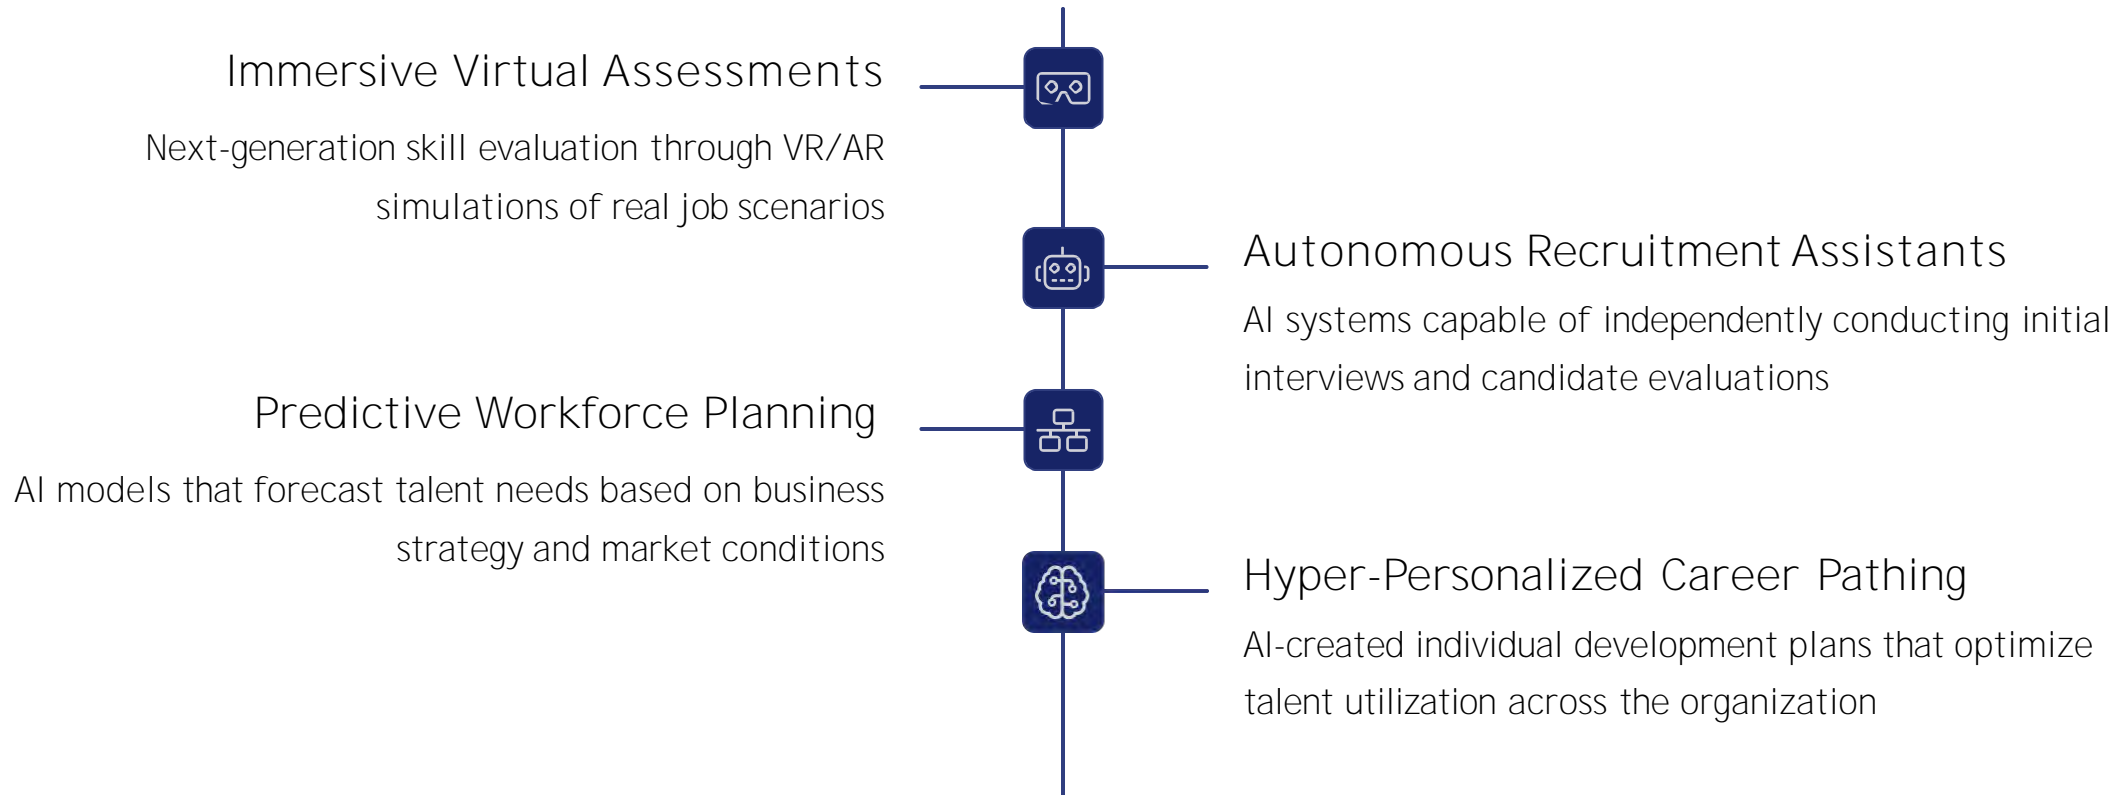 Immersive Virtual Assessments
Next-generation skill evaluation through VR/AR
simulations of real job scenarios
Autonomous Recruitment Assistants
AI systems capable of independently conducting initial
interviews and candidate evaluations
Predictive Workforce Planning
AI models that forecast talent needs based on business
strategy and market conditions
Hyper-Personalized Career Pathing
AI-created individual development plans that optimize
talent utilization across the organization